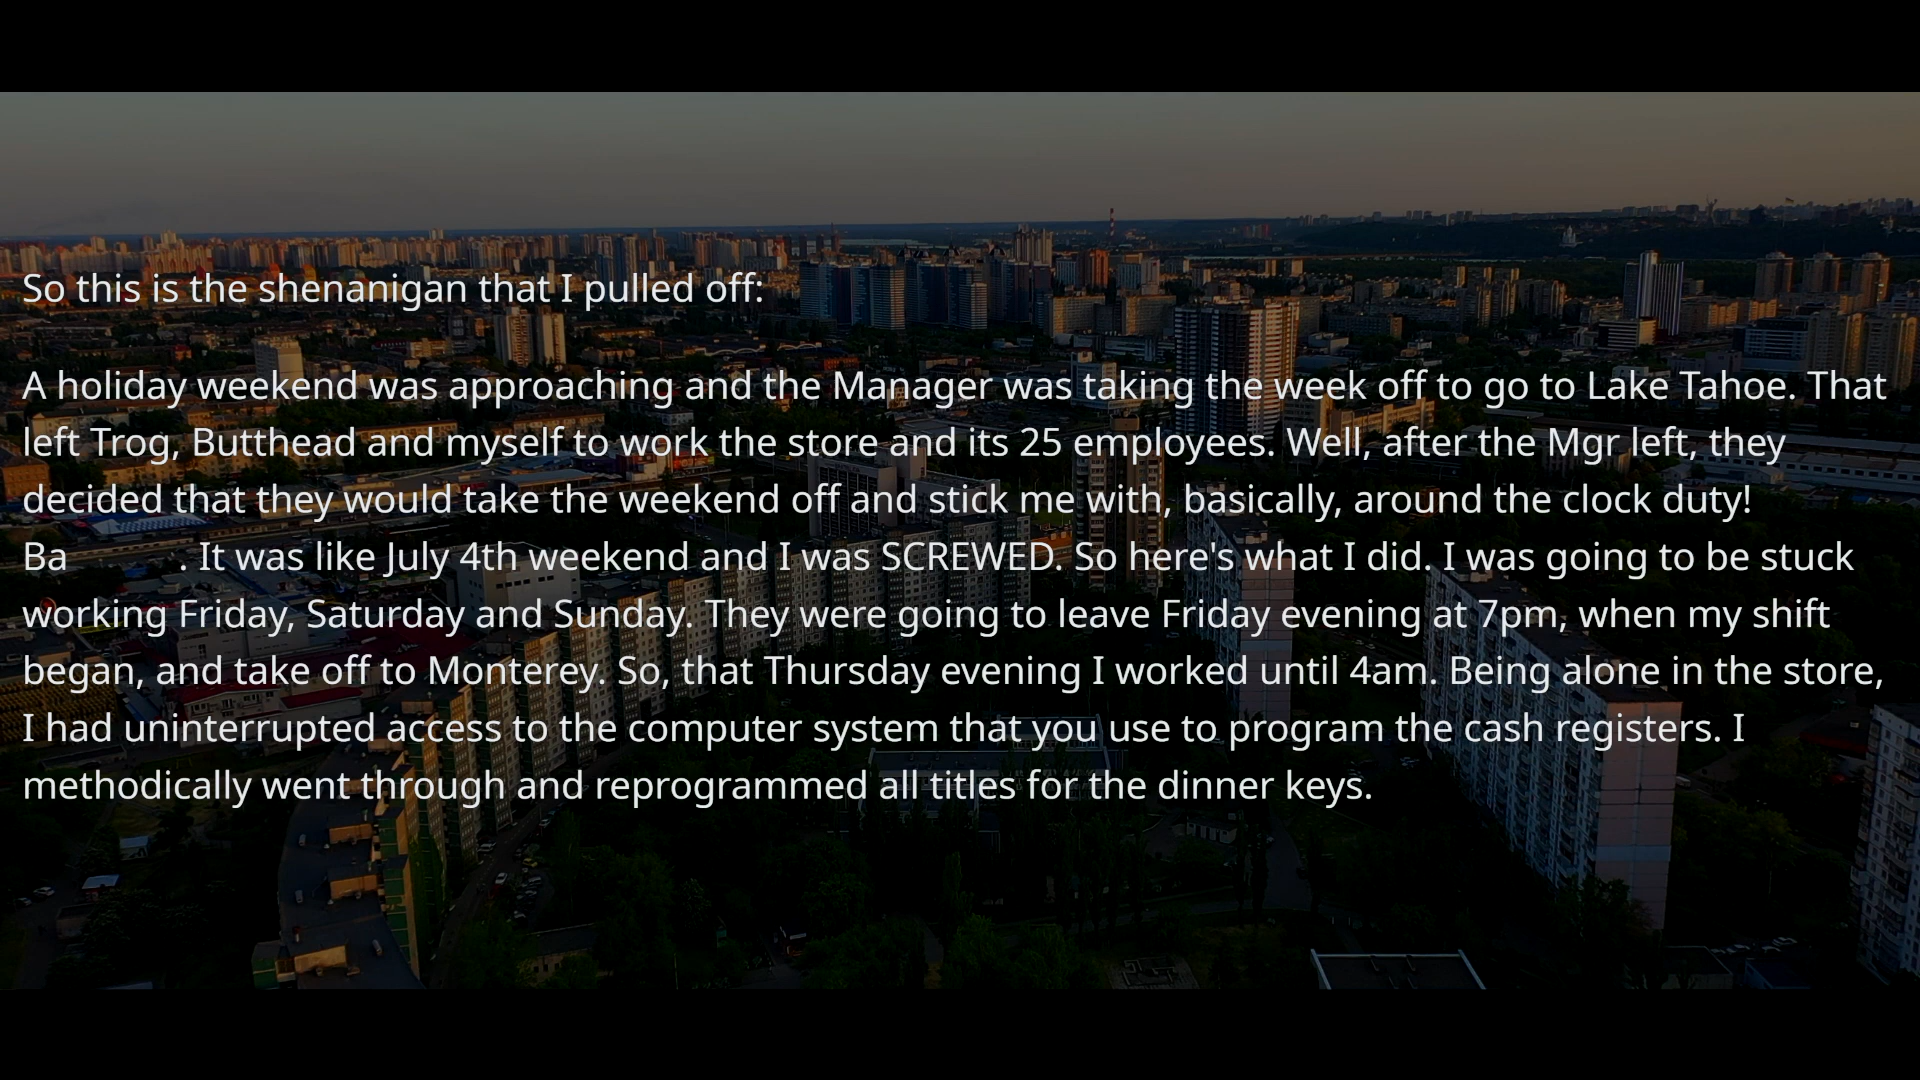 So this is the shenanigan that I pulled off:
A holiday weekend was approaching and the Manager was taking the week off to go to Lake Tahoe. That
left Trog, Butthead and myself to work the store and its 25 employees. Well, after the Mgr left, they
decided that they would take the weekend off and stick me with, basically, around the clock duty!
Ba . It was like July 4th weekend and I was SCREWED. So here's what I did. I was going to be stuck
working Friday, Saturday and Sunday. They were going to leave Friday evening at 7pm, when my shift
began, and take off to Monterey. So, that Thursday evening I worked until 4am. Being alone in the store,
I had uninterrupted access to the computer system that you use to program the cash registers. I
methodically went through and reprogrammed all titles for the dinner keys.